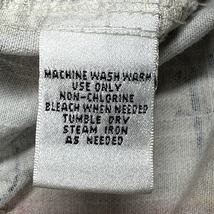 MACHINE WASH WARM
USE ONLY
NON-CHLORINE
BLEACH WHEN NEEDED
TUMBLE DRY
STEAM IRON
AS NEEDED